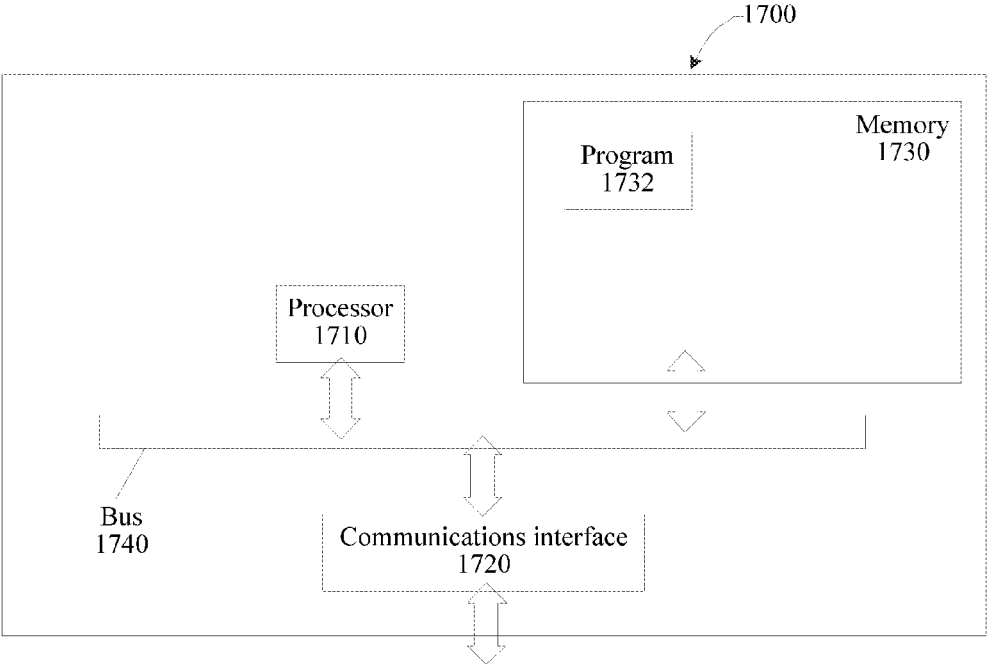 1700
Memory
1730
Program
1732
Processor
1710
Bus
1740
Communications interface
1720